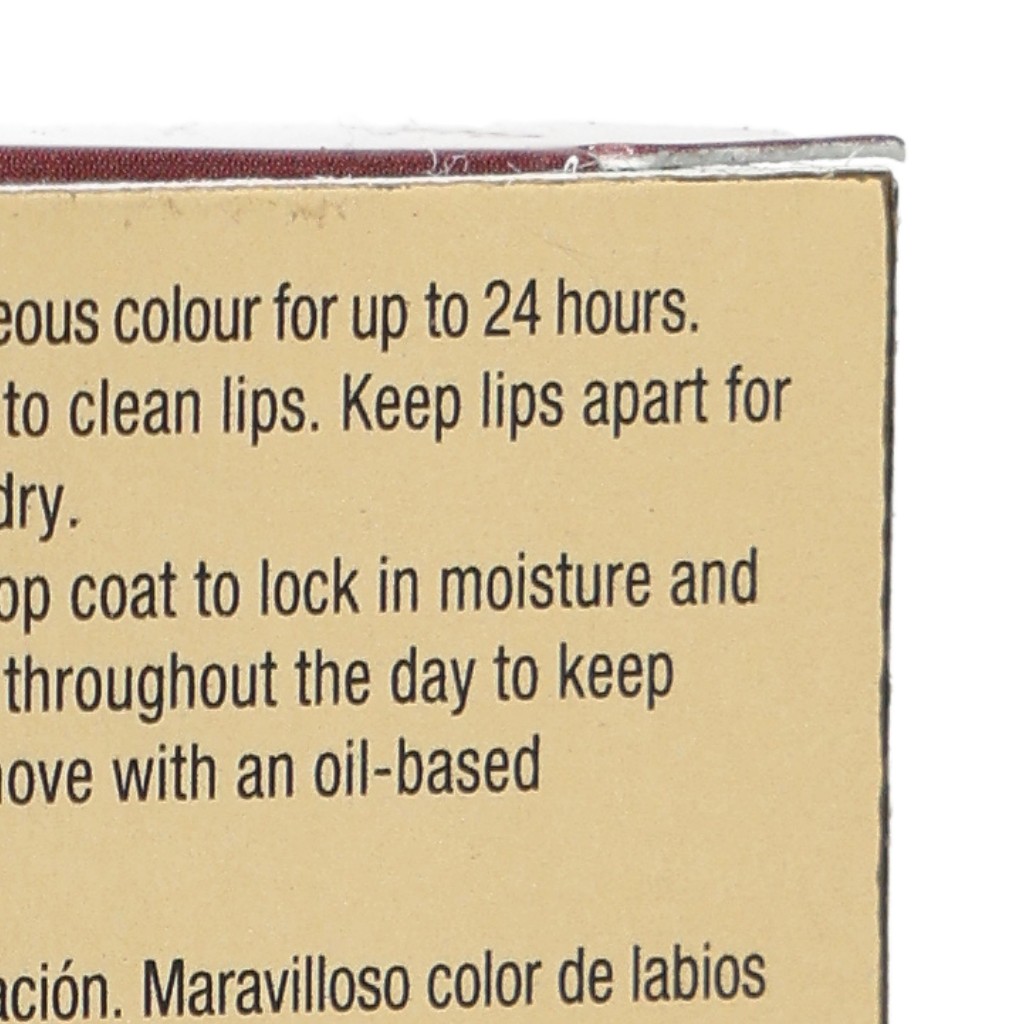 eous colour for up to 24 hours.
to clean lips. Keep lips apart for
dry.
op coat to lock in moisture and
throughout the day to keep
ove with an oil-based
ación. Maravilloso color de labios